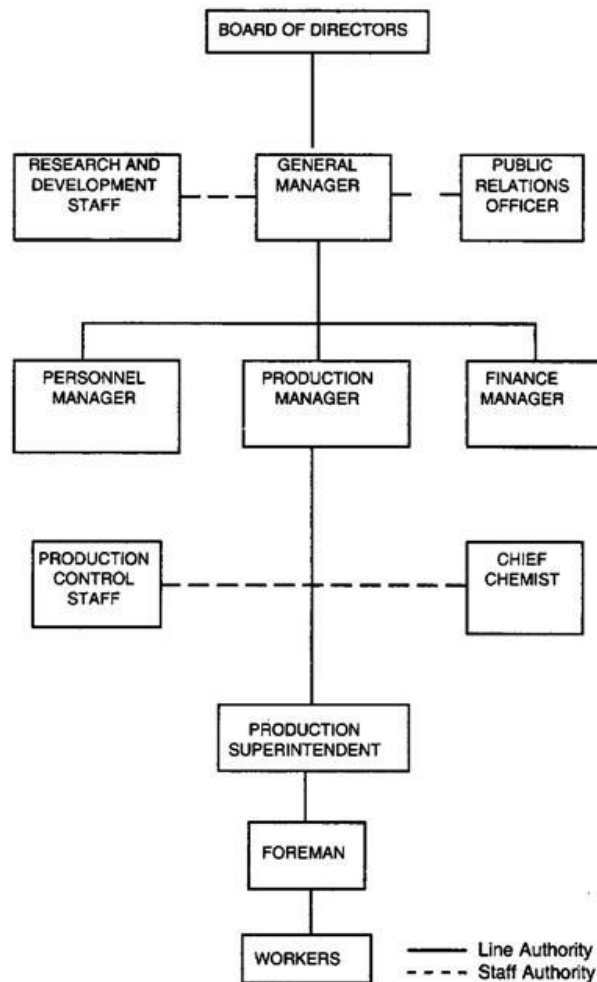 BOARD OF DIRECTORS
RESEARCH AND
DEVELOPMENT
STAFF
GENERAL
MANAGER
PUBLIC
RELATIONS
OFFICER
PERSONNEL
MANAGER
PRODUCTION
MANAGER
FINANCE
MANAGER
PRODUCTION
CONTROL
STAFF
CHIEF
CHEMIST
PRODUCTION
SUPERINTENDENT
FOREMAN
WORKERS
Line Authority
Staff Authority